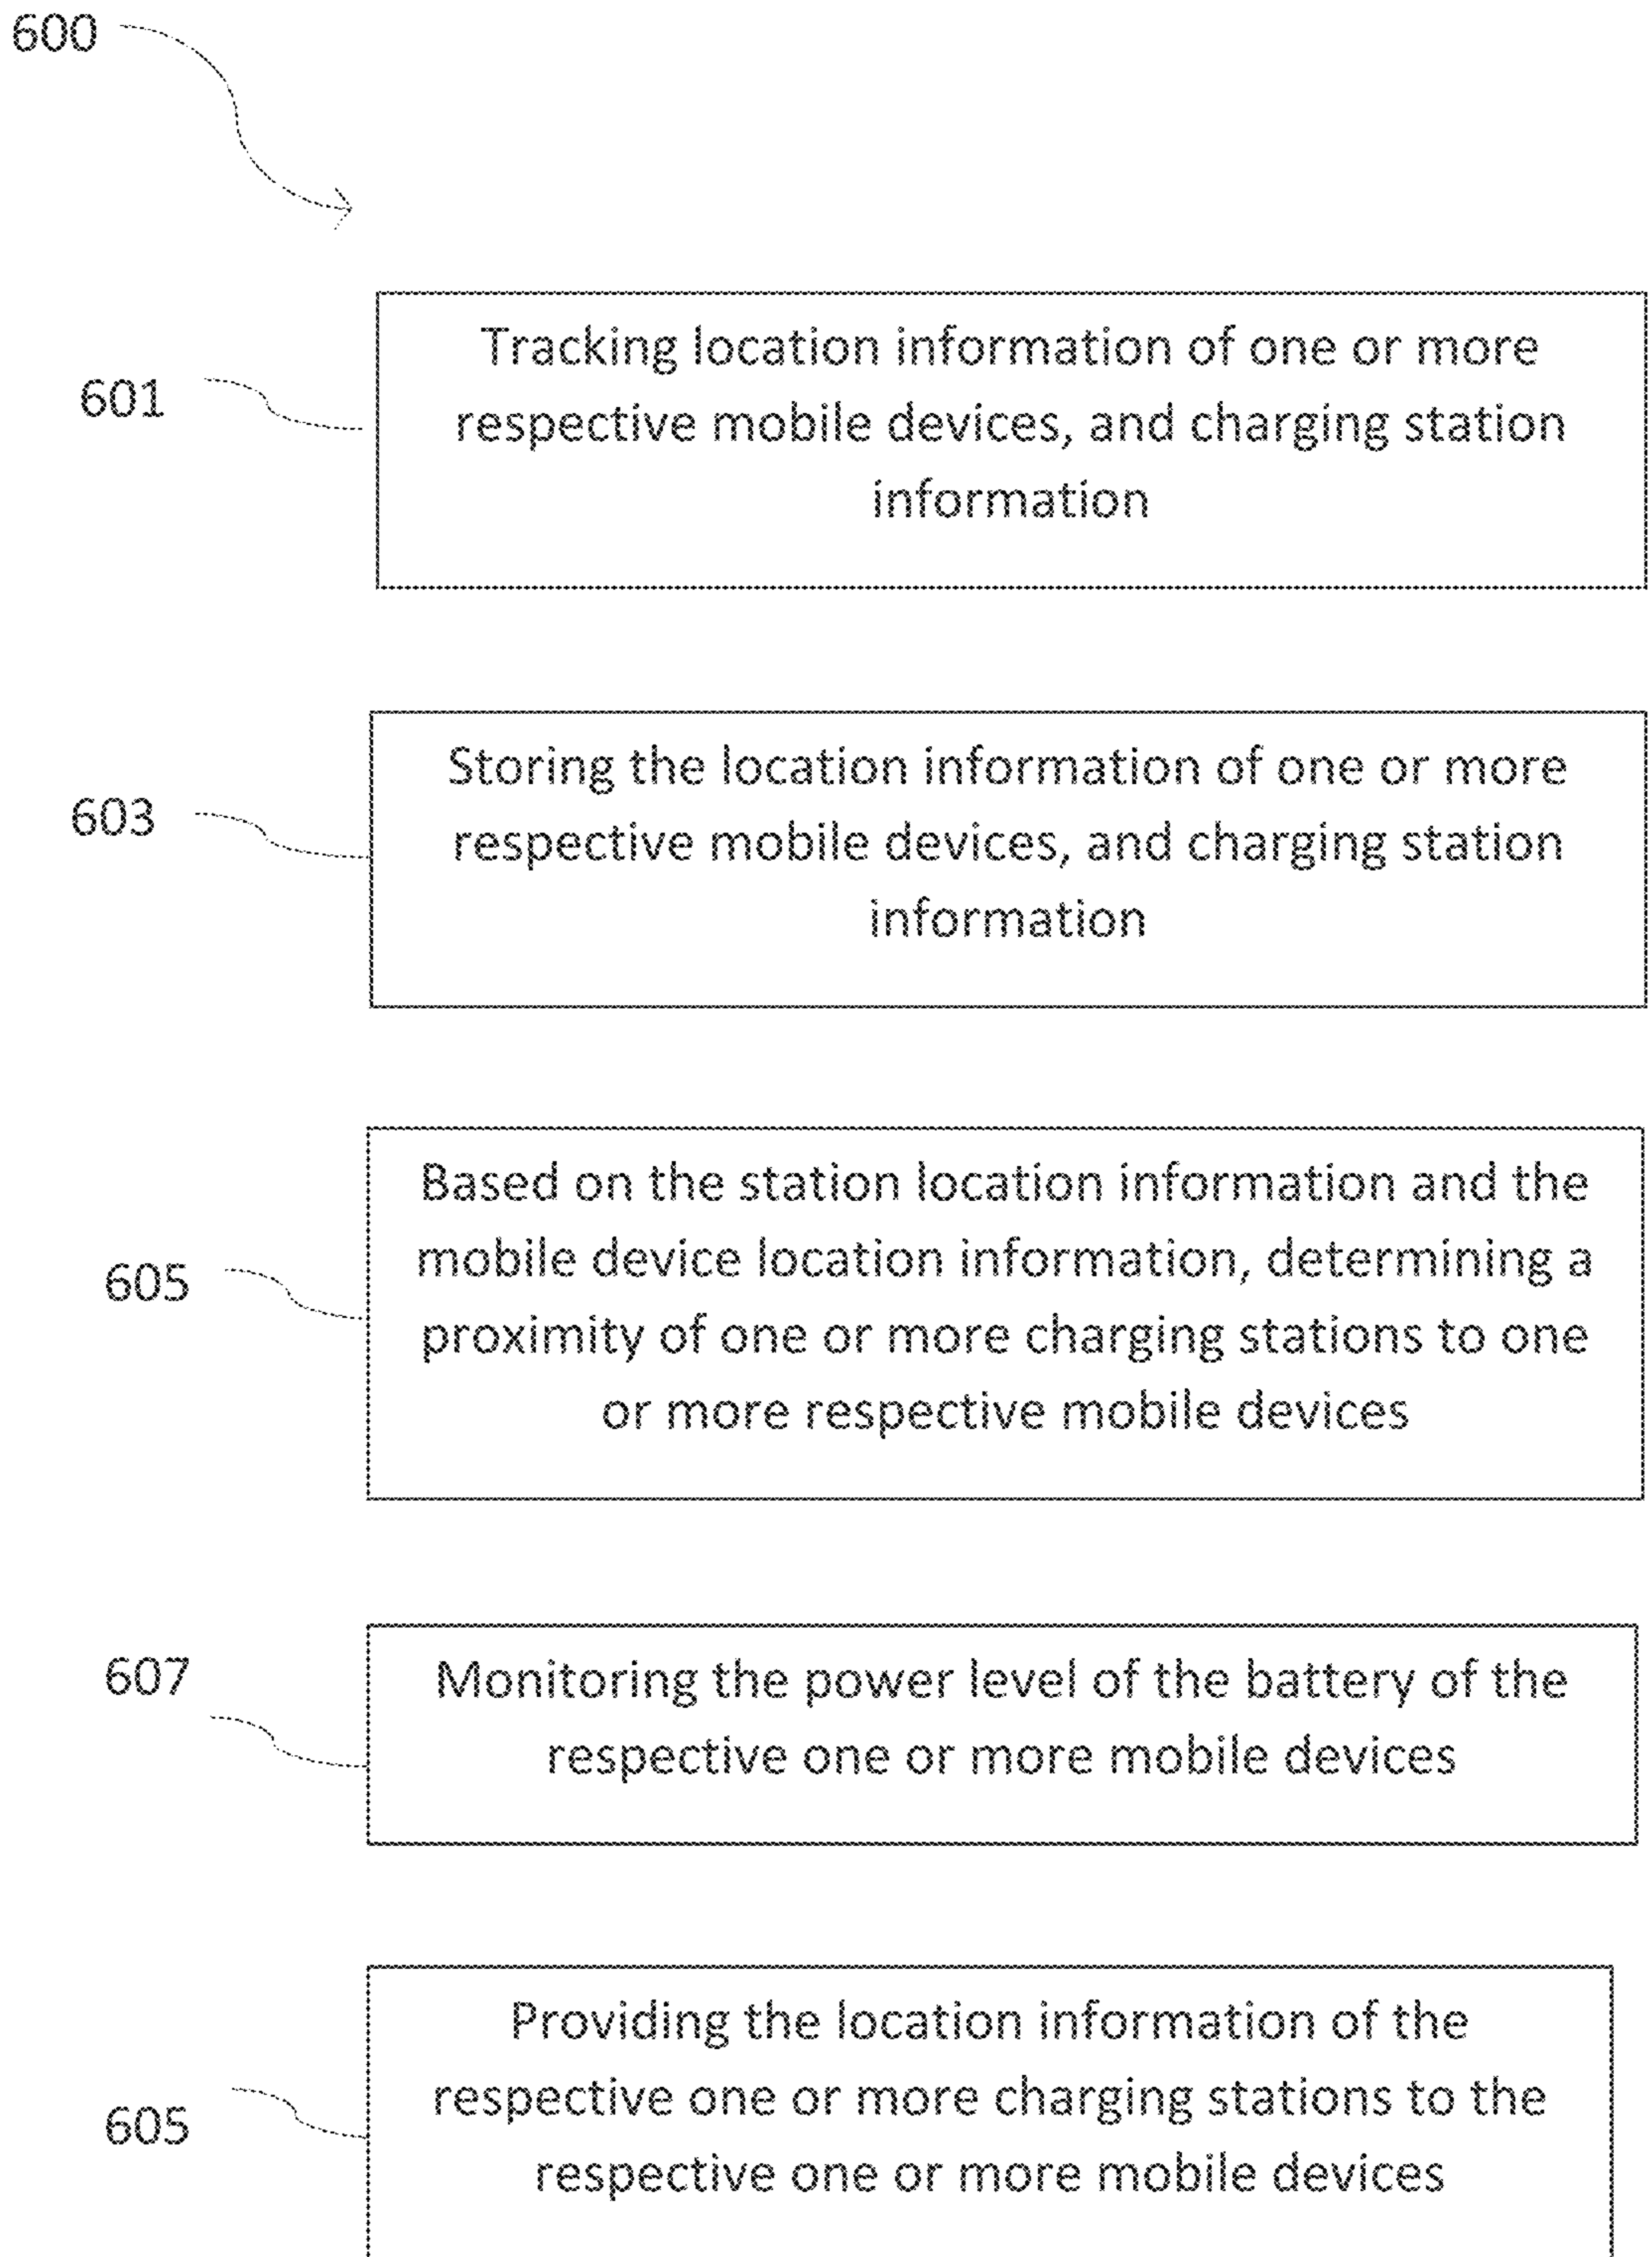 600
601
Tracking location information of one or more
respective mobile devices, and charging station
information
603
Storing the location information of one or more
respective mobile devices, and charging station
information
605
Based on the station location information and the
mobile device location information, determining a
proximity of one or more charging stations to one
or more respective mobile devices
607
Monitoring the power level of the battery of the
respective one or more mobile devices
605
Providing the location information of the
respective one or more charging stations to the
respective one or more mobile devices